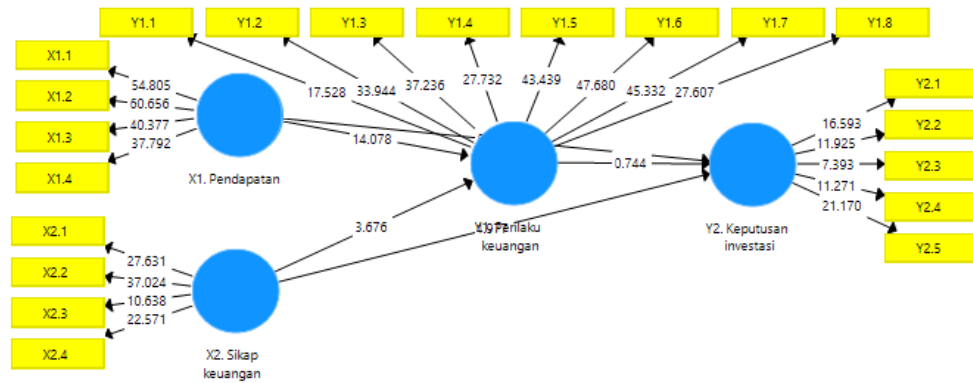 Y1.1 Y1.2 Y1.3 Y1.4 Y1.5 Y1.6 Y1.7 Y1.8
X1.1
X1.2
X1.3
X1.4
54.805
60.656
40.377
37.792
17.528 33.944 37.236 27.732 43.439 47.680 45.332 27.607
14.078
0.744
X1. Pendapatan
Y2.1
Y2.2
Y2.3
Y2.4
Y2.5
16.593
11.925
7.393
11.271
21.170
X2.1
X2.2
X2.3
X2.4
27.631
37.024
10.638
22.571
3.676
Y1. Perilaku
keuangan
Y2. Keputusan
investasi
X2. Sikap
keuangan